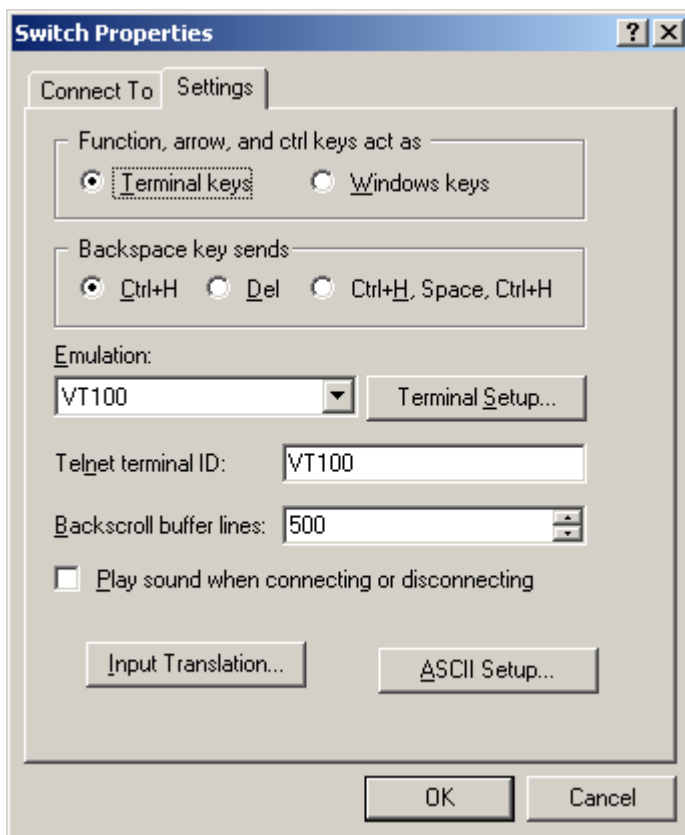 Switch Properties
Connect To Settings
Function, arrow, and ctrl keys act as
Terminal keys Windows keys
Backspace key sends
Ctrl+H Del Ctrl+H, Space, Ctrl+H
Emulation:
VT100 Terminal Setup...
Telnet terminal ID: VT100
Backscroll buffer lines: 500
Play sound when connecting or disconnecting
Input Translation... ASCII Setup...
OK Cancel